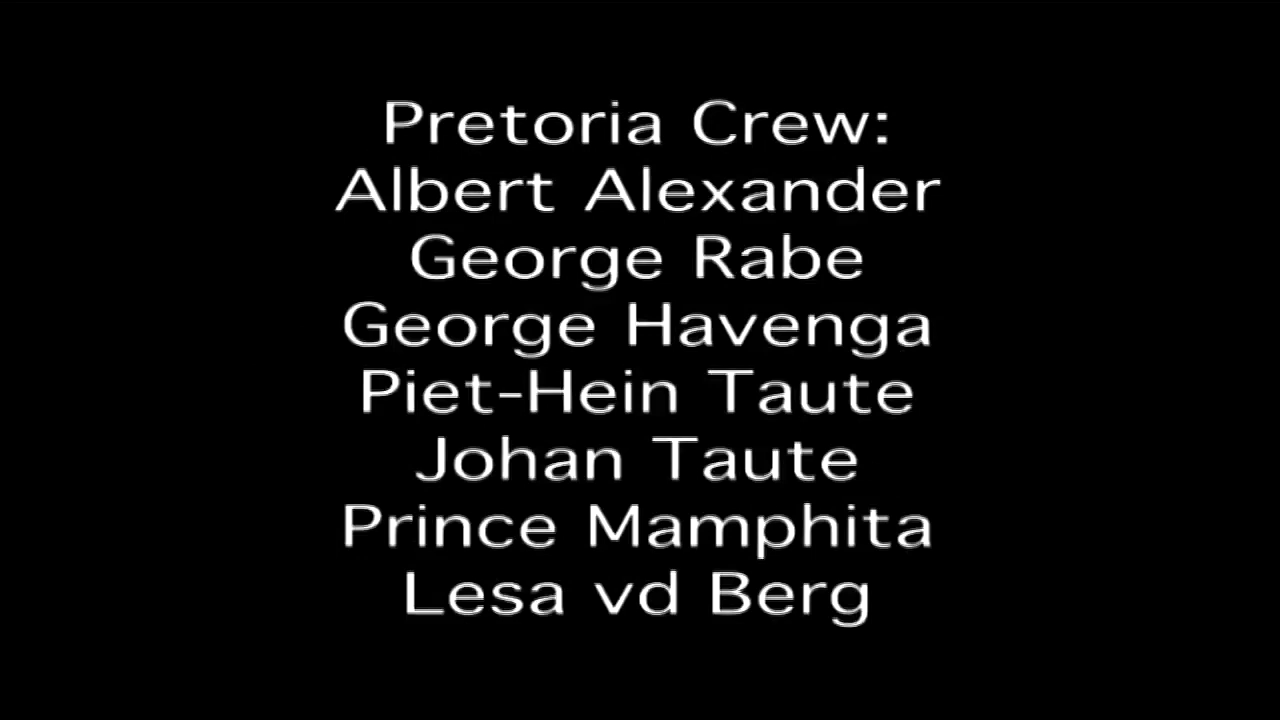 Pretoria Crew:
Albert Alexander
George Rabe
George Havenga
Piet-Hein Taute
Johan Taute
Prince Mamphita
Lesa vd Berg